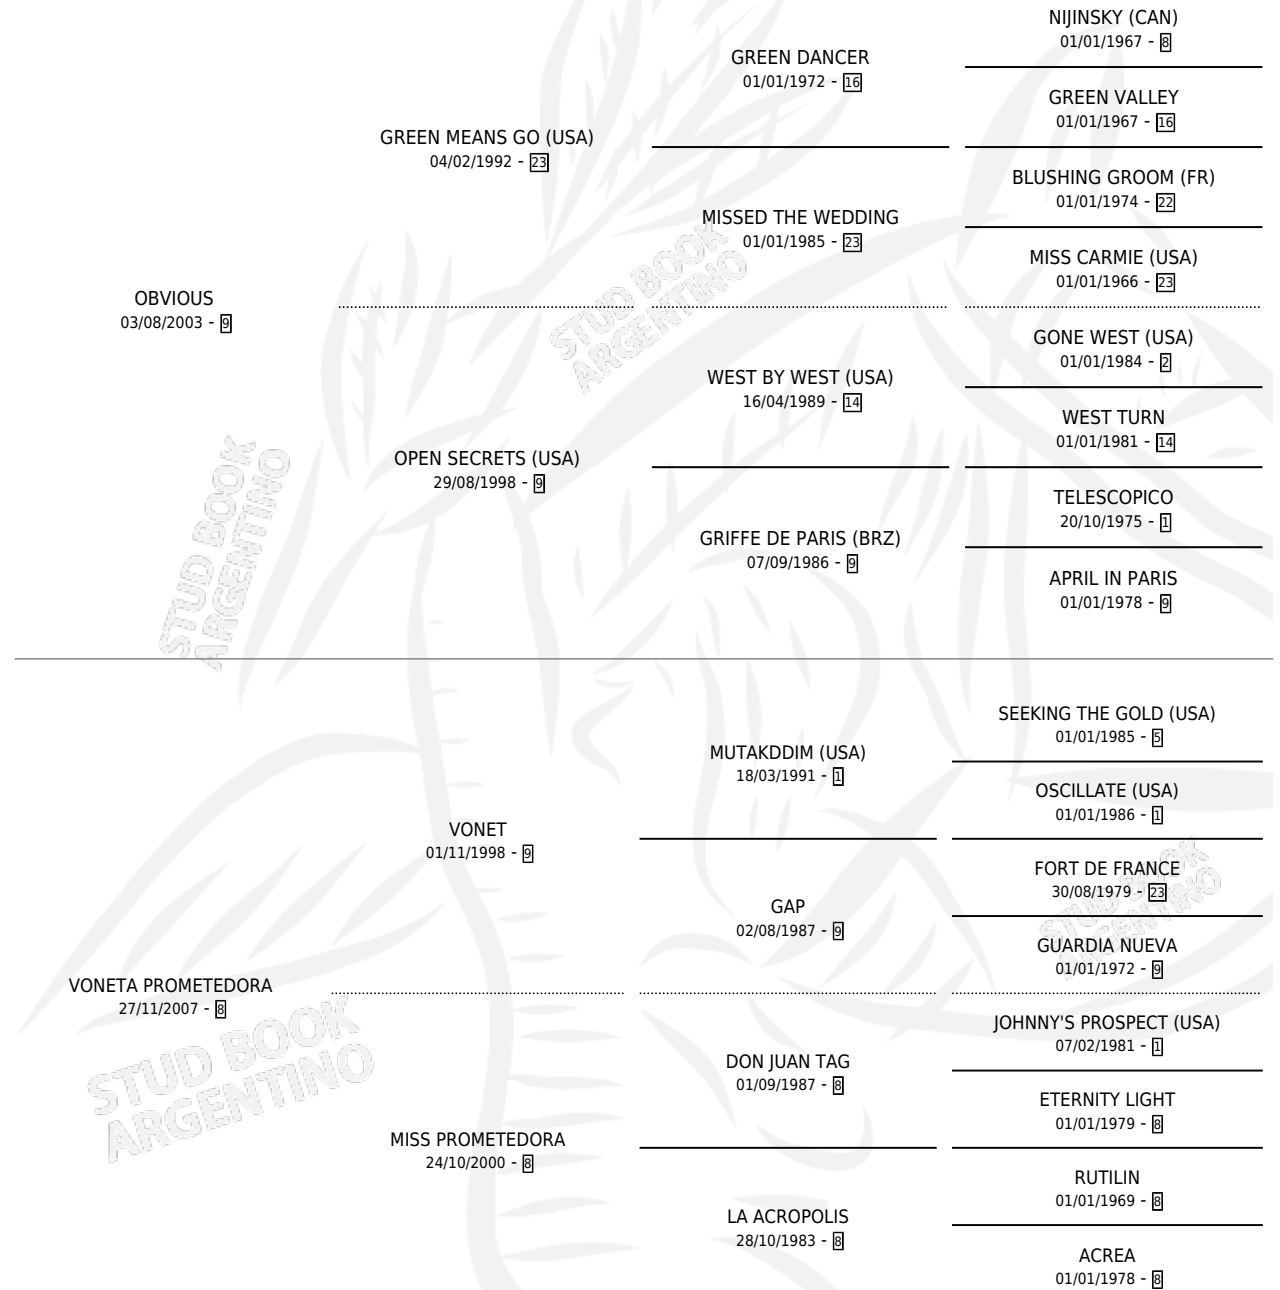 NIJINSKY (CAN)
01/01/1967 - 8
GREEN DANCER
01/01/1972 - 16
GREEN VALLEY
01/01/1967 - 16
GREEN MEANS GO (USA)
04/02/1992 - 23
BLUSHING GROOM (FR)
01/01/1974 - 22
MISSED THE WEDDING
01/01/1985 - 23
MISS CARMIE (USA)
01/01/1966 - 23
OBVIOUS
03/08/2003 - 9
GONE WEST (USA)
01/01/1984 - 2
WEST BY WEST (USA)
16/04/1989 - 14
WEST TURN
01/01/1981 - 14
OPEN SECRETS (USA)
29/08/1998 - 9
TELESCOPICO
20/10/1975 - 1
GRIFFE DE PARIS (BRZ)
07/09/1986 - 9
APRIL IN PARIS
01/01/1978 - 9
STUD BOOK
ARGENTINO
STUD BOOK
ARGENTINO
SEEKING THE GOLD (USA)
01/01/1985 - 5
MUTAKDDIM (USA)
18/03/1991 - 1
OSCILLATE (USA)
01/01/1986 - 1
VONET
01/11/1998 - 9
FORT DE FRANCE
30/08/1979 - 23
GAP
02/08/1987 - 9
GUARDIA NUEVA
01/01/1972 - 9
VONETA PROMETEDORA
27/11/2007 - 8
JOHNNY'S PROSPECT (USA)
07/02/1981 - 1
DON JUAN TAG
01/09/1987 - 8
ETERNITY LIGHT
01/01/1979 - 8
MISS PROMETEDORA
24/10/2000 - 8
RUTILIN
01/01/1969 - 8
LA ACROPOLIS
28/10/1983 - 8
ACREA
01/01/1978 - 8
STUD BOOK
ARGENTINO
STUD BOOK
ARGENTINO